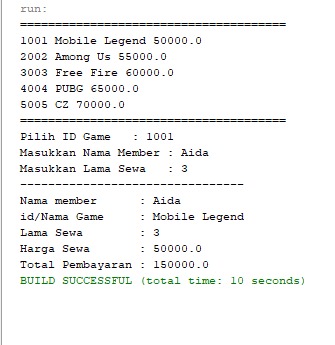 run:
======================================
1001 Mobile Legend 50000.0
2002 Among Us 55000.0
3003 Free Fire 60000.0
4004 PUBG 65000.0
5005 CZ 70000.0
======================================
Pilih ID Game   : 1001
Masukkan Nama Member : Aida
Masukkan Lama Sewa   : 3
--------------------------------
Nama member      : Aida
id/Nama Game     : Mobile Legend
Lama Sewa        : 3
Harga Sewa       : 50000.0
Total Pembayaran : 150000.0
BUILD SUCCESSFUL (total time: 10 seconds)